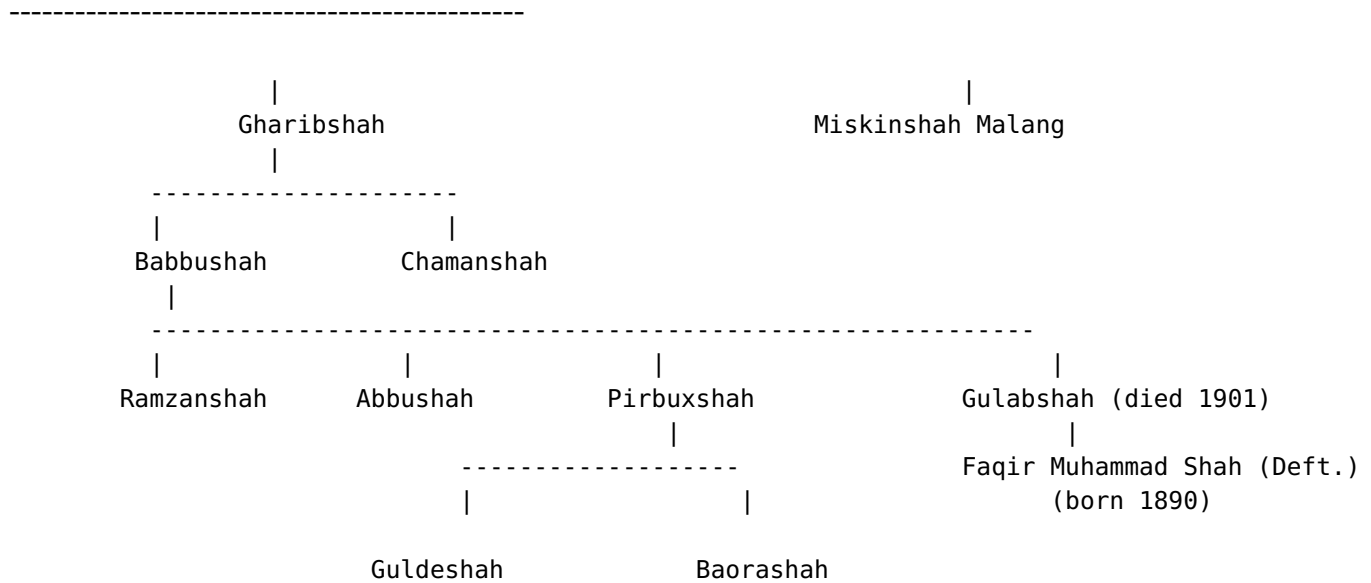 Gharibshah Miskinshah Malang
Babbushah Chamanshah
Ramzanshah Abbushah Pirbuxshah Gulabshah (died 1901)
Faqir Muhammad Shah (Deft.)
(born 1890)
Guldeshah Baorashah